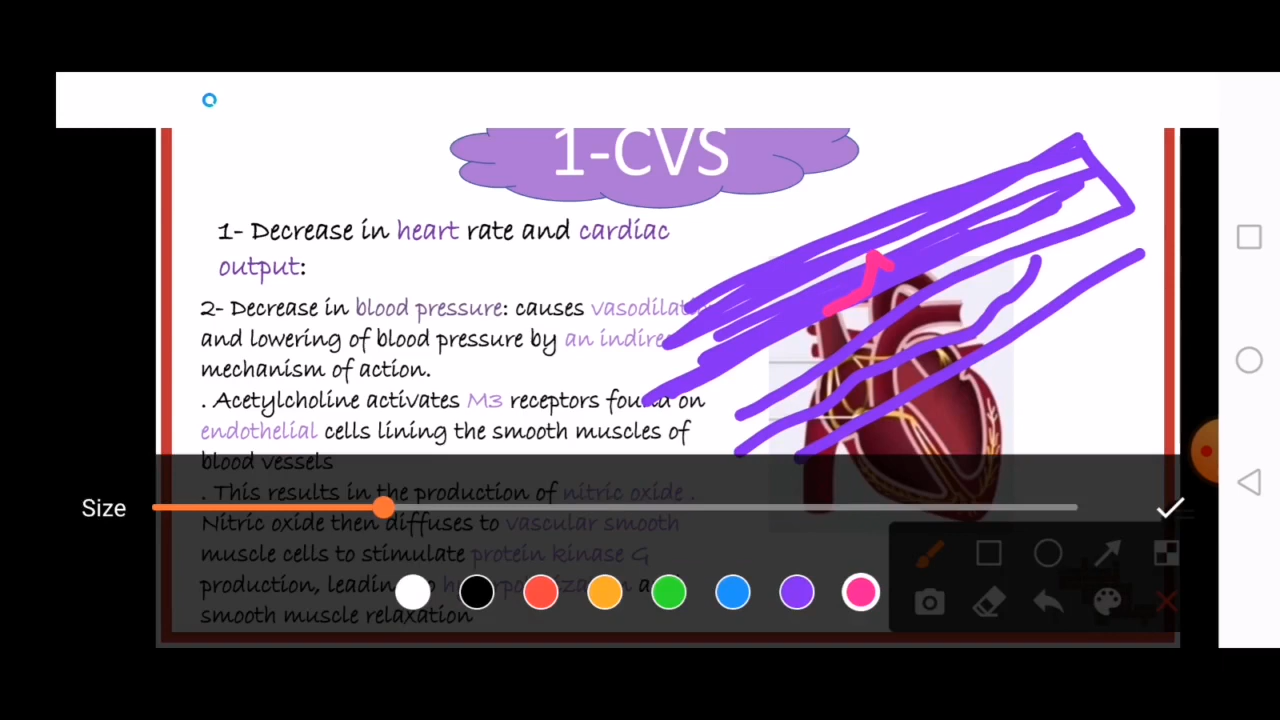 1-CVS
1- Decrease in heart rate and cardiac
output:
2- Decrease in blood pressure: causes
and lowering of blood pressure by an
mechanism of action.
. Acetylcholine activates M3 receptors found on
endothelial cells lining the smooth muscles of
blood vessels
. This results in the production of nitric oxide .
Nitric oxide then diffuses to vascular smooth
muscle cells to stimulate protein kinase G
production, leading
smooth muscle relaxation
Size